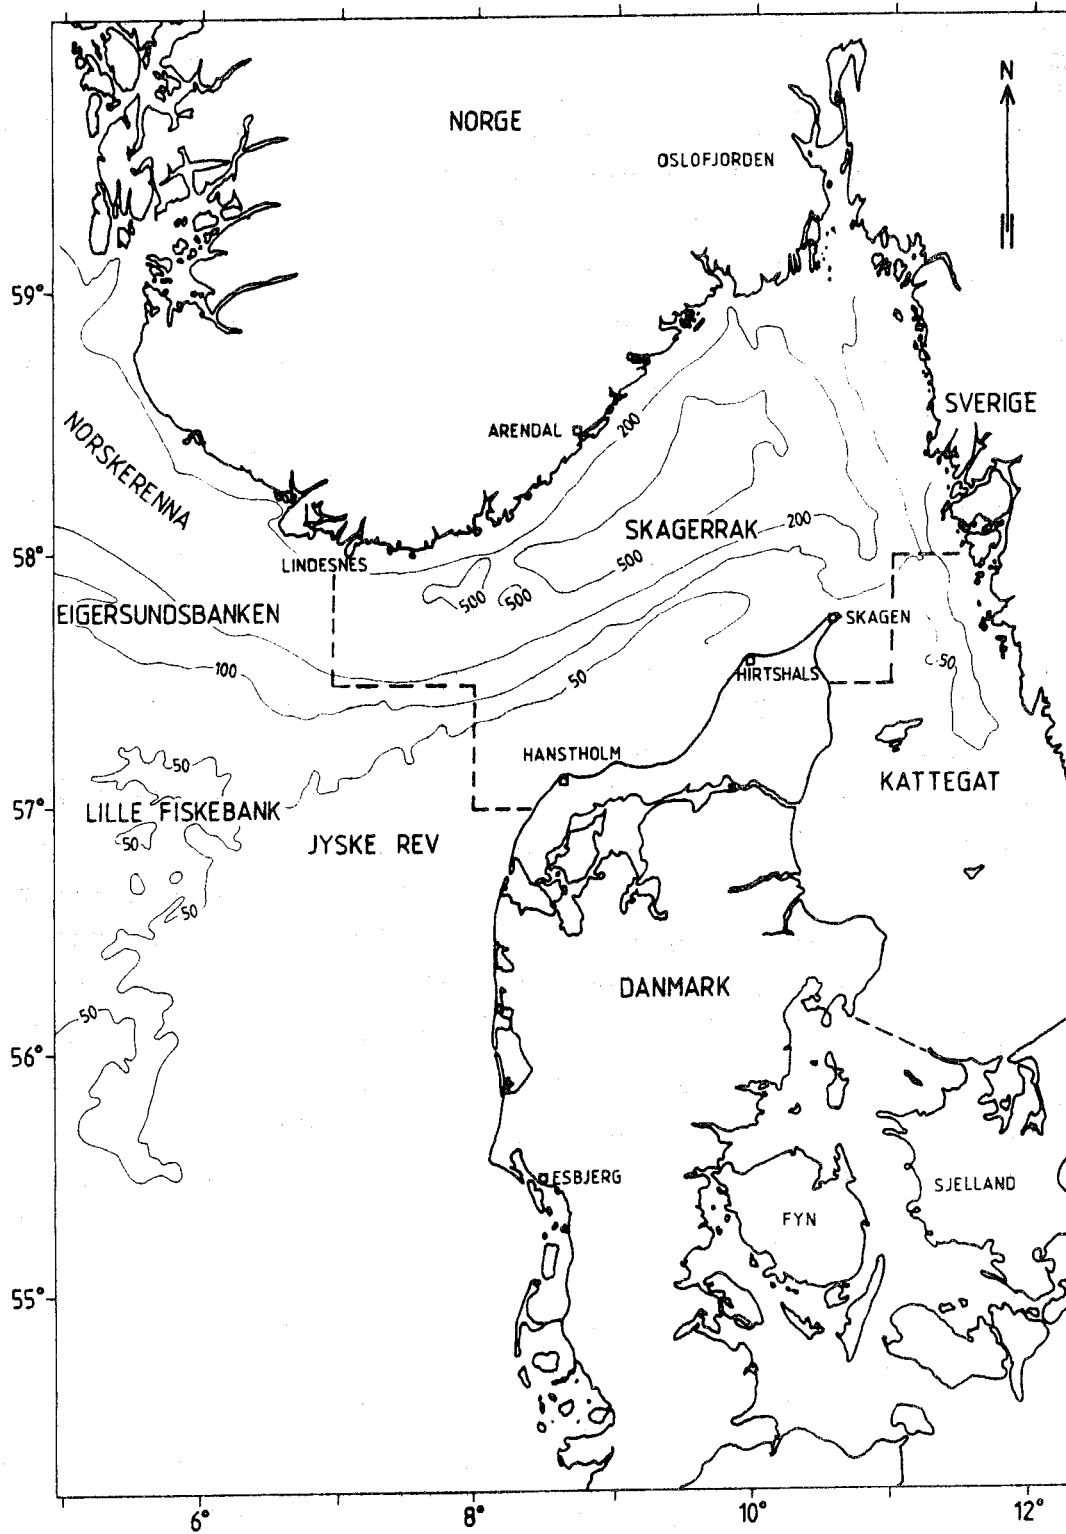 NORGE
N
OSLOFJORDEN
59°
SVERIGE
NORSKERENNA
ARENDAL
200
SKAGERRAK
200
58°
LINDESNES
500
500
500
EIGERSUNDSBANKEN
SKAGEN
100
50
HIRTSHALS
50
50
HANSTHOLM
KATTEGAT
57°
LILLE FISKEBANK
50
JYSKE REV
50
DANMARK
50
56°
ESBJERG
SJELLAND
FYN
55°
6°
8°
10°
12°